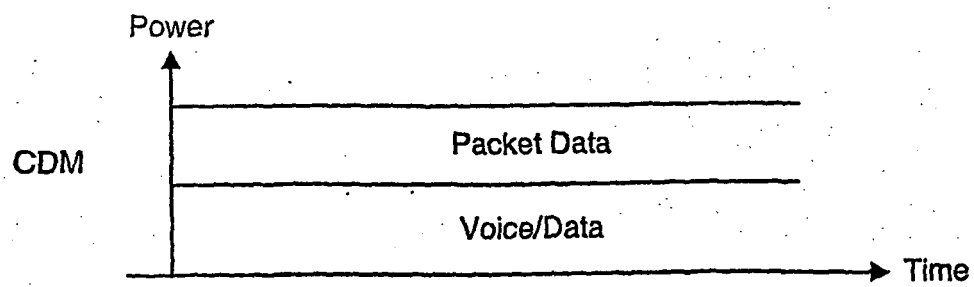 Power
Packet Data
CDM
Voice/Data
Time